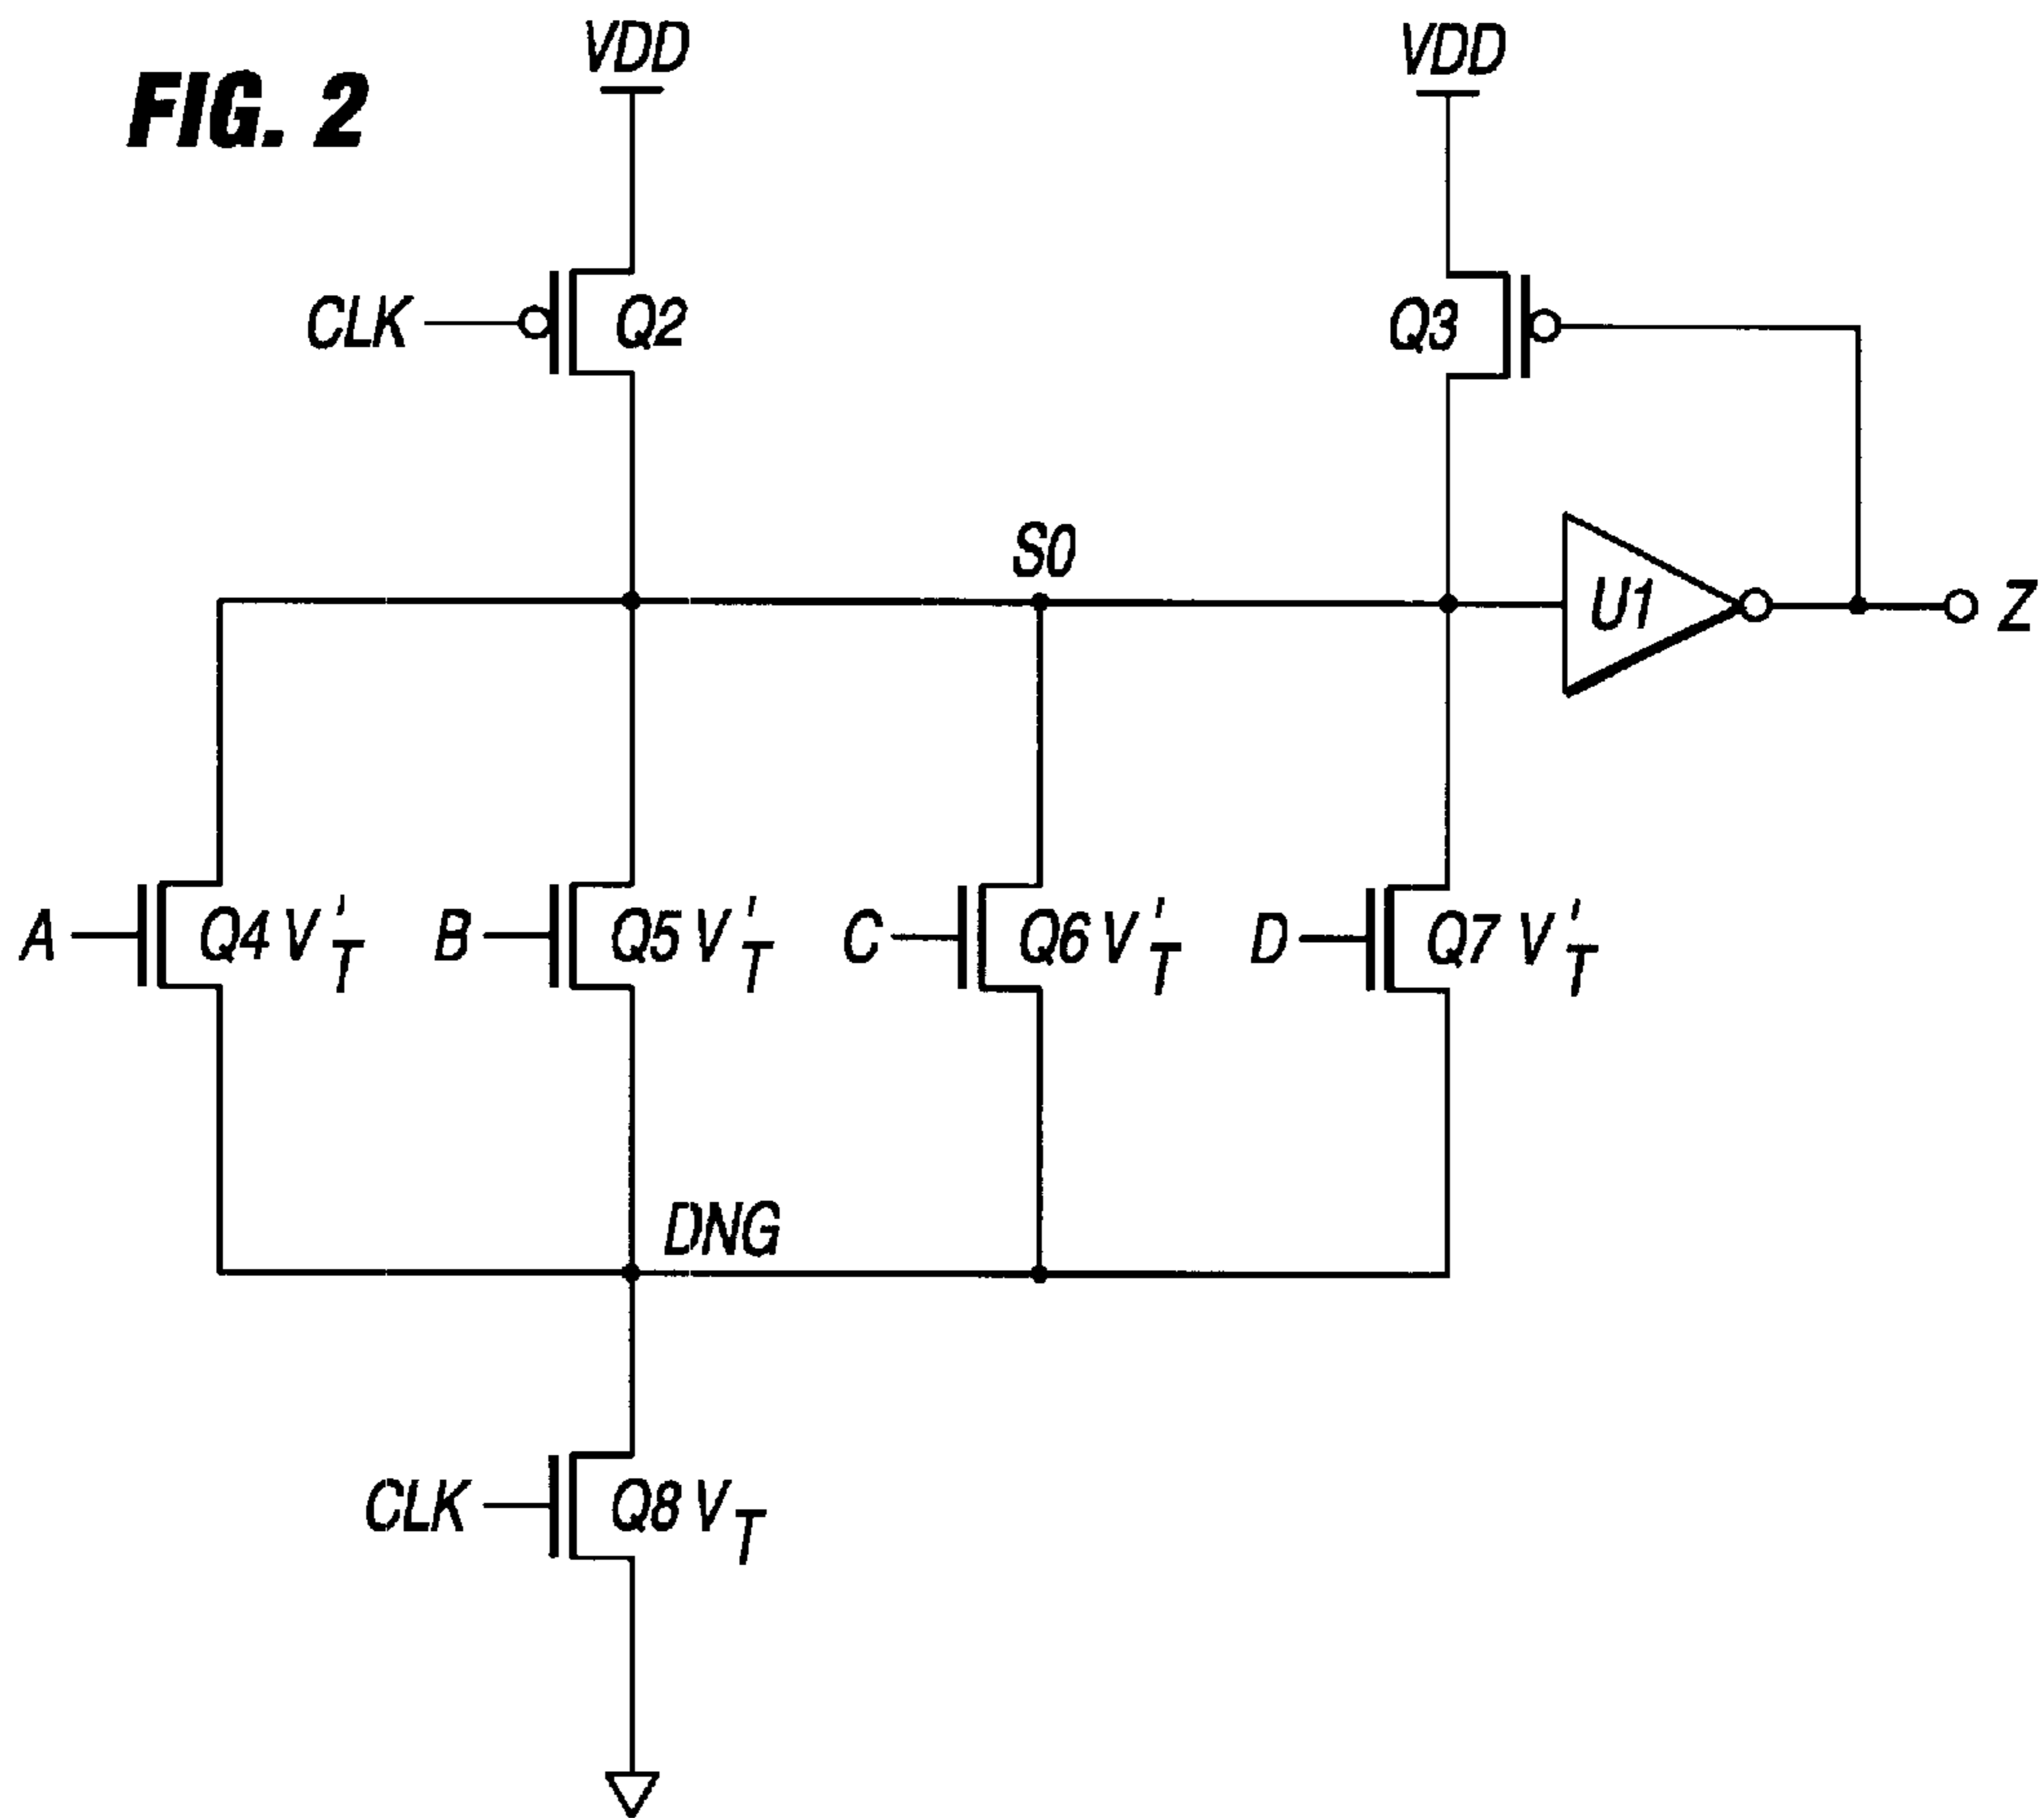 FIG. 2
VDD
VDD
CLK
Q2
Q3
S0
U1
Z
A
Q4 V'T
B
Q5 V'T
C
Q6 V'T
D
Q7 V'T
DNG
CLK
Q8 VT